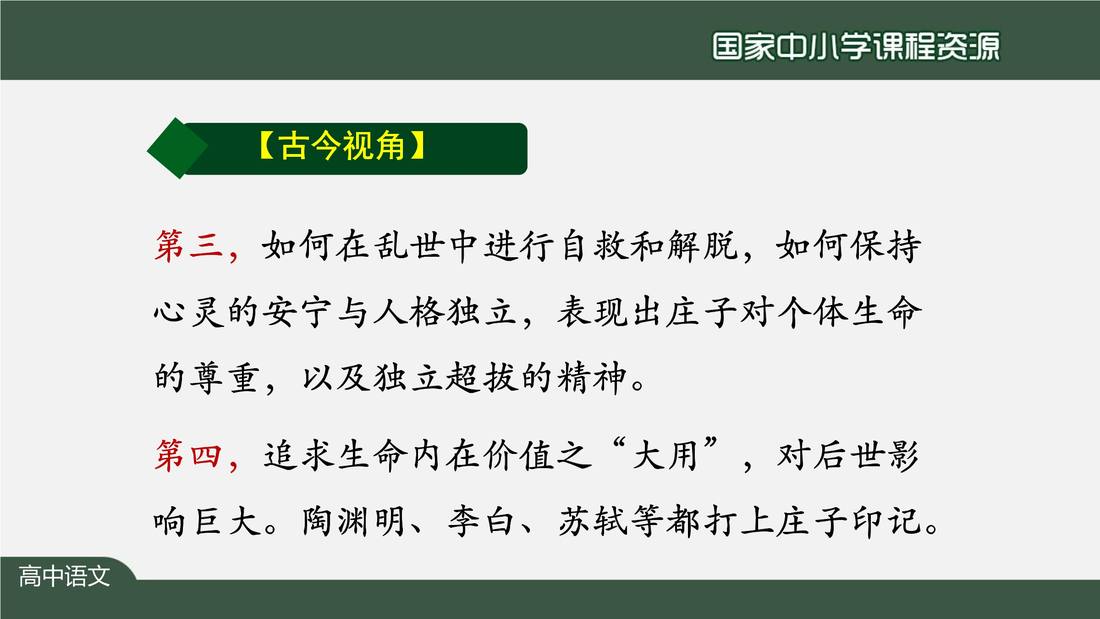 国家中小学课程资源
【古今视角】
第三，如何在乱世中进行自救和解脱，如何保持
心灵的安宁与人格独立，表现出庄子对个体生命
的尊重，以及独立超拔的精神。
第四，追求生命内在价值之“大用”，对后世影
响巨大。陶渊明、李白、苏轼等都打上庄子印记。
高中语文